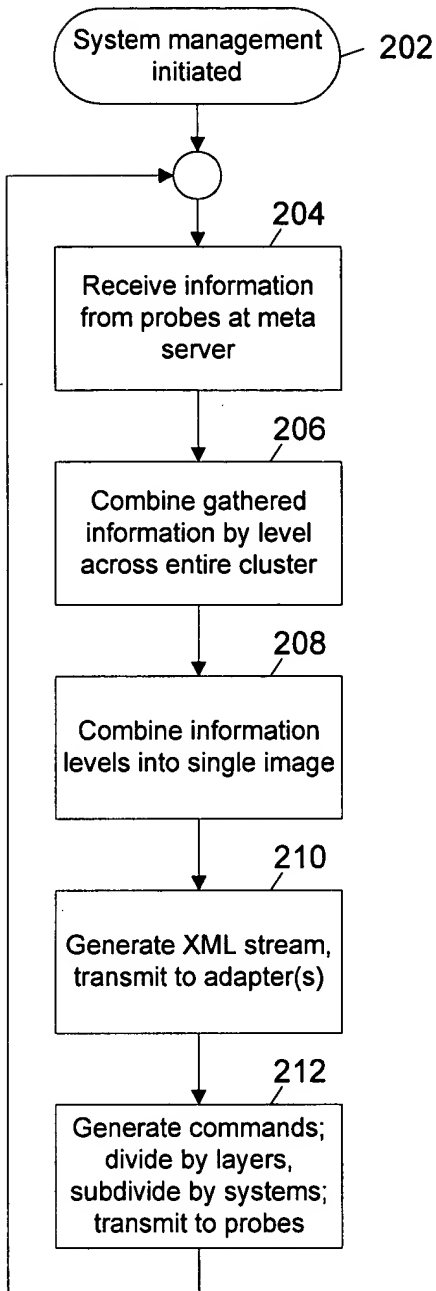 System management
initiated
202
204
Receive information
from probes at meta
server
206
Combine gathered
information by level
across entire cluster
208
Combine information
levels into single image
210
Generate XML stream,
transmit to adapter(s)
212
Generate commands;
divide by layers,
subdivide by systems;
transmit to probes